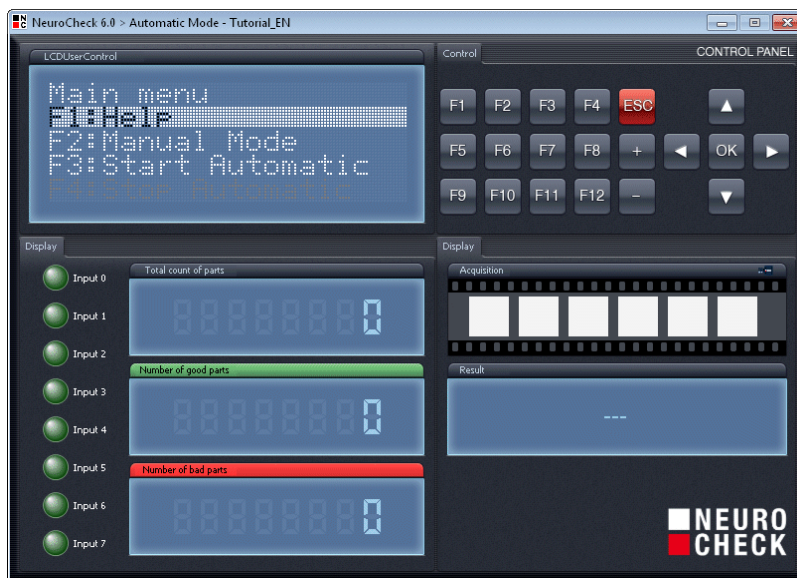 NeuroCheck 6.0 > Automatic Mode - Tutorial_EN
LCDUserControl
Main menu
F1:Help
F2:Manual Mode
F3:Start Automatic
F4:Stop Automatic
Control
CONTROL PANEL
F1 F2 F3 F4 ESC
F5 F6 F7 F8 + OK
F9 F10 F11 F12 -
Display
Input 0
Input 1
Input 2
Input 3
Input 4
Input 5
Input 6
Input 7
Total count of parts
0
Number of good parts
0
Number of bad parts
0
Display
Acquisition
Result
---
NEURO
CHECK